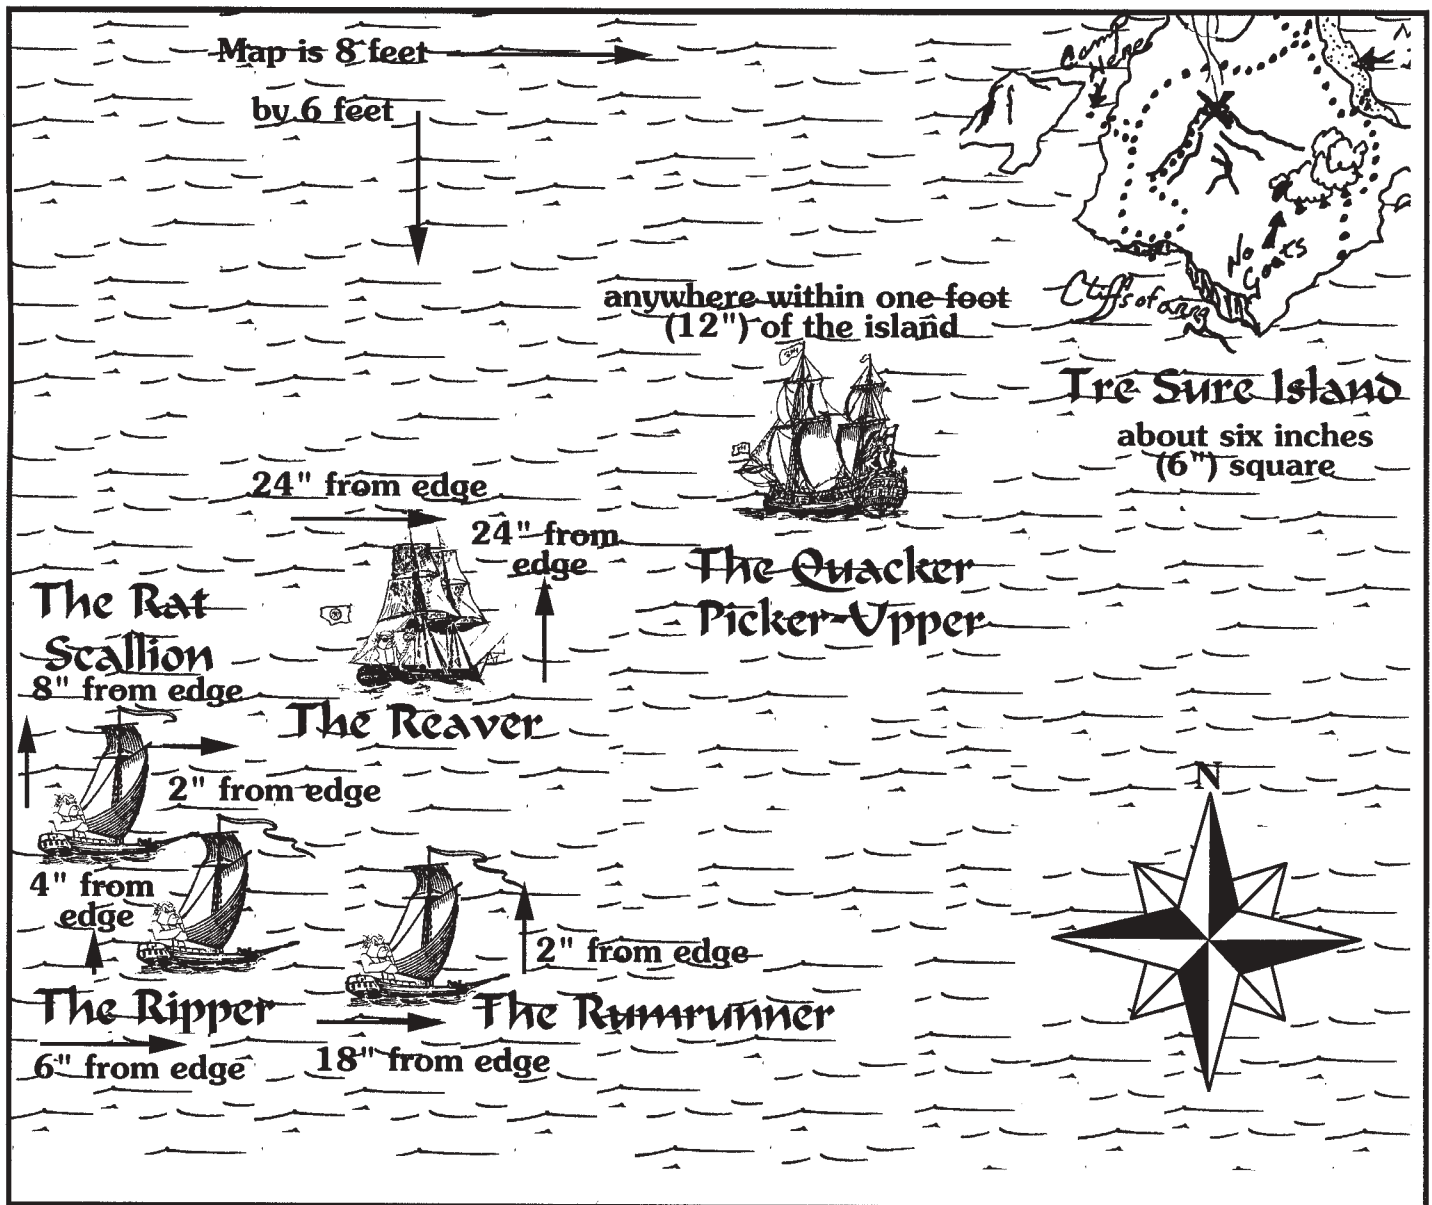 Map is 8 feet
by 6 feet
Camp
Here
No
Goats
Cliffs of arrg
anywhere within one foot
(12") of the island
Tre Sure Island
about six inches
(6") square
24" from edge
24" from
edge
The Quacker
Picker-Upper
The Rat
Scallion
8" from edge
The Reaver
2" from edge
N
4" from
edge
2" from edge
The Ripper
The Rumrunner
6" from edge
18" from edge